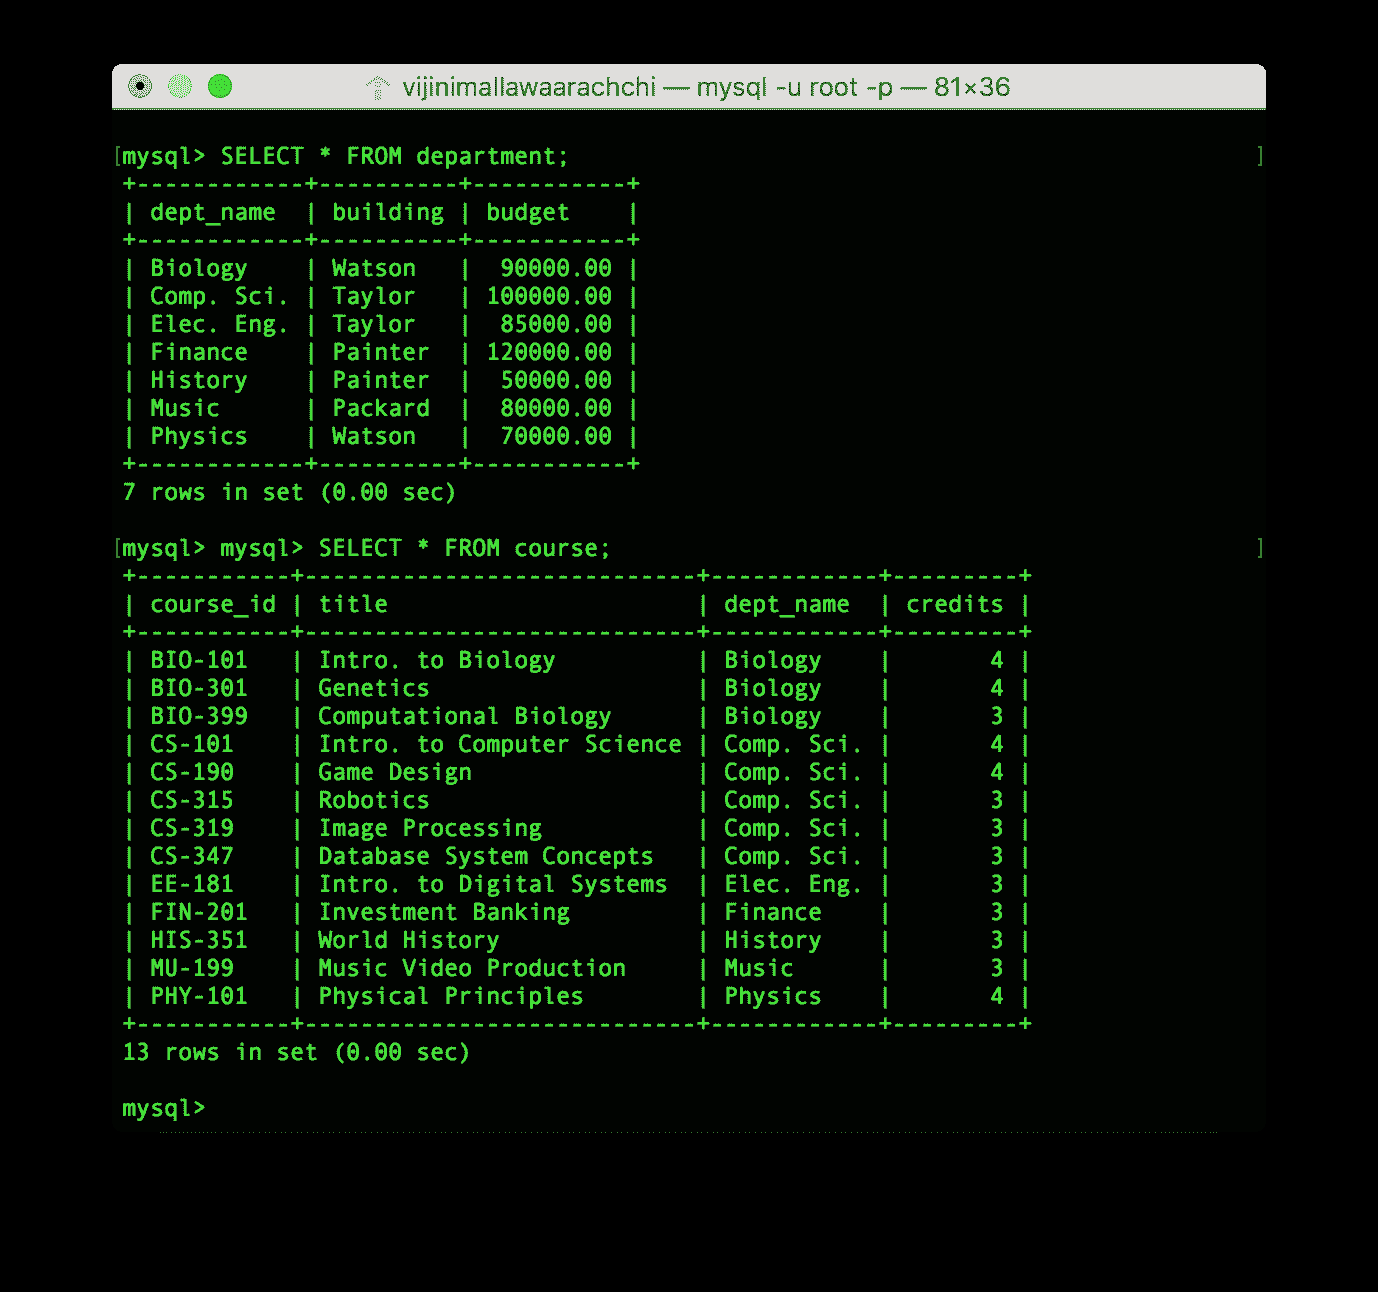 vijinimallawaarachchi — mysql -u root -p — 81×36
[mysql> SELECT * FROM department; ]
+------------+----------+-----------+
| dept_name  | building | budget    |
+------------+----------+-----------+
| Biology    | Watson   |  90000.00 |
| Comp. Sci. | Taylor   | 100000.00 |
| Elec. Eng. | Taylor   |  85000.00 |
| Finance    | Painter  | 120000.00 |
| History    | Painter  |  50000.00 |
| Music      | Packard  |  80000.00 |
| Physics    | Watson   |  70000.00 |
+------------+----------+-----------+
7 rows in set (0.00 sec)
[mysql> mysql> SELECT * FROM course; ]
+-----------+----------------------------+------------+---------+
| course_id | title                      | dept_name  | credits |
+-----------+----------------------------+------------+---------+
| BIO-101   | Intro. to Biology          | Biology    |       4 |
| BIO-301   | Genetics                   | Biology    |       4 |
| BIO-399   | Computational Biology      | Biology    |       3 |
| CS-101    | Intro. to Computer Science | Comp. Sci. |       4 |
| CS-190    | Game Design                | Comp. Sci. |       4 |
| CS-315    | Robotics                   | Comp. Sci. |       3 |
| CS-319    | Image Processing           | Comp. Sci. |       3 |
| CS-347    | Database System Concepts   | Comp. Sci. |       3 |
| EE-181    | Intro. to Digital Systems  | Elec. Eng. |       3 |
| FIN-201   | Investment Banking         | Finance    |       3 |
| HIS-351   | World History              | History    |       3 |
| MU-199    | Music Video Production     | Music      |       3 |
| PHY-101   | Physical Principles        | Physics    |       4 |
+-----------+----------------------------+------------+---------+
13 rows in set (0.00 sec)
mysql>